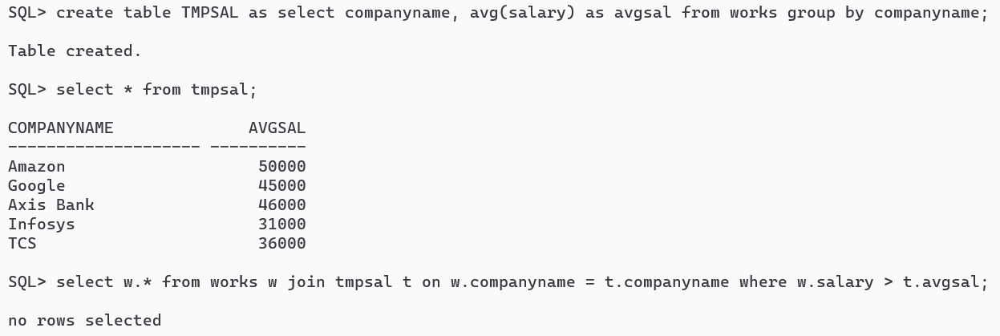 SQL> create table TMPSAL as select companyname, avg(salary) as avgsal from works group by companyname;
Table created.
SQL> select * from tmpsal;
COMPANYNAME                   AVGSAL
-------------------- ----------
Amazon                         50000
Google                         45000
Axis Bank                      46000
Infosys                        31000
TCS                            36000
SQL> select w.* from works w join tmpsal t on w.companyname = t.companyname where w.salary > t.avgsal;
no rows selected